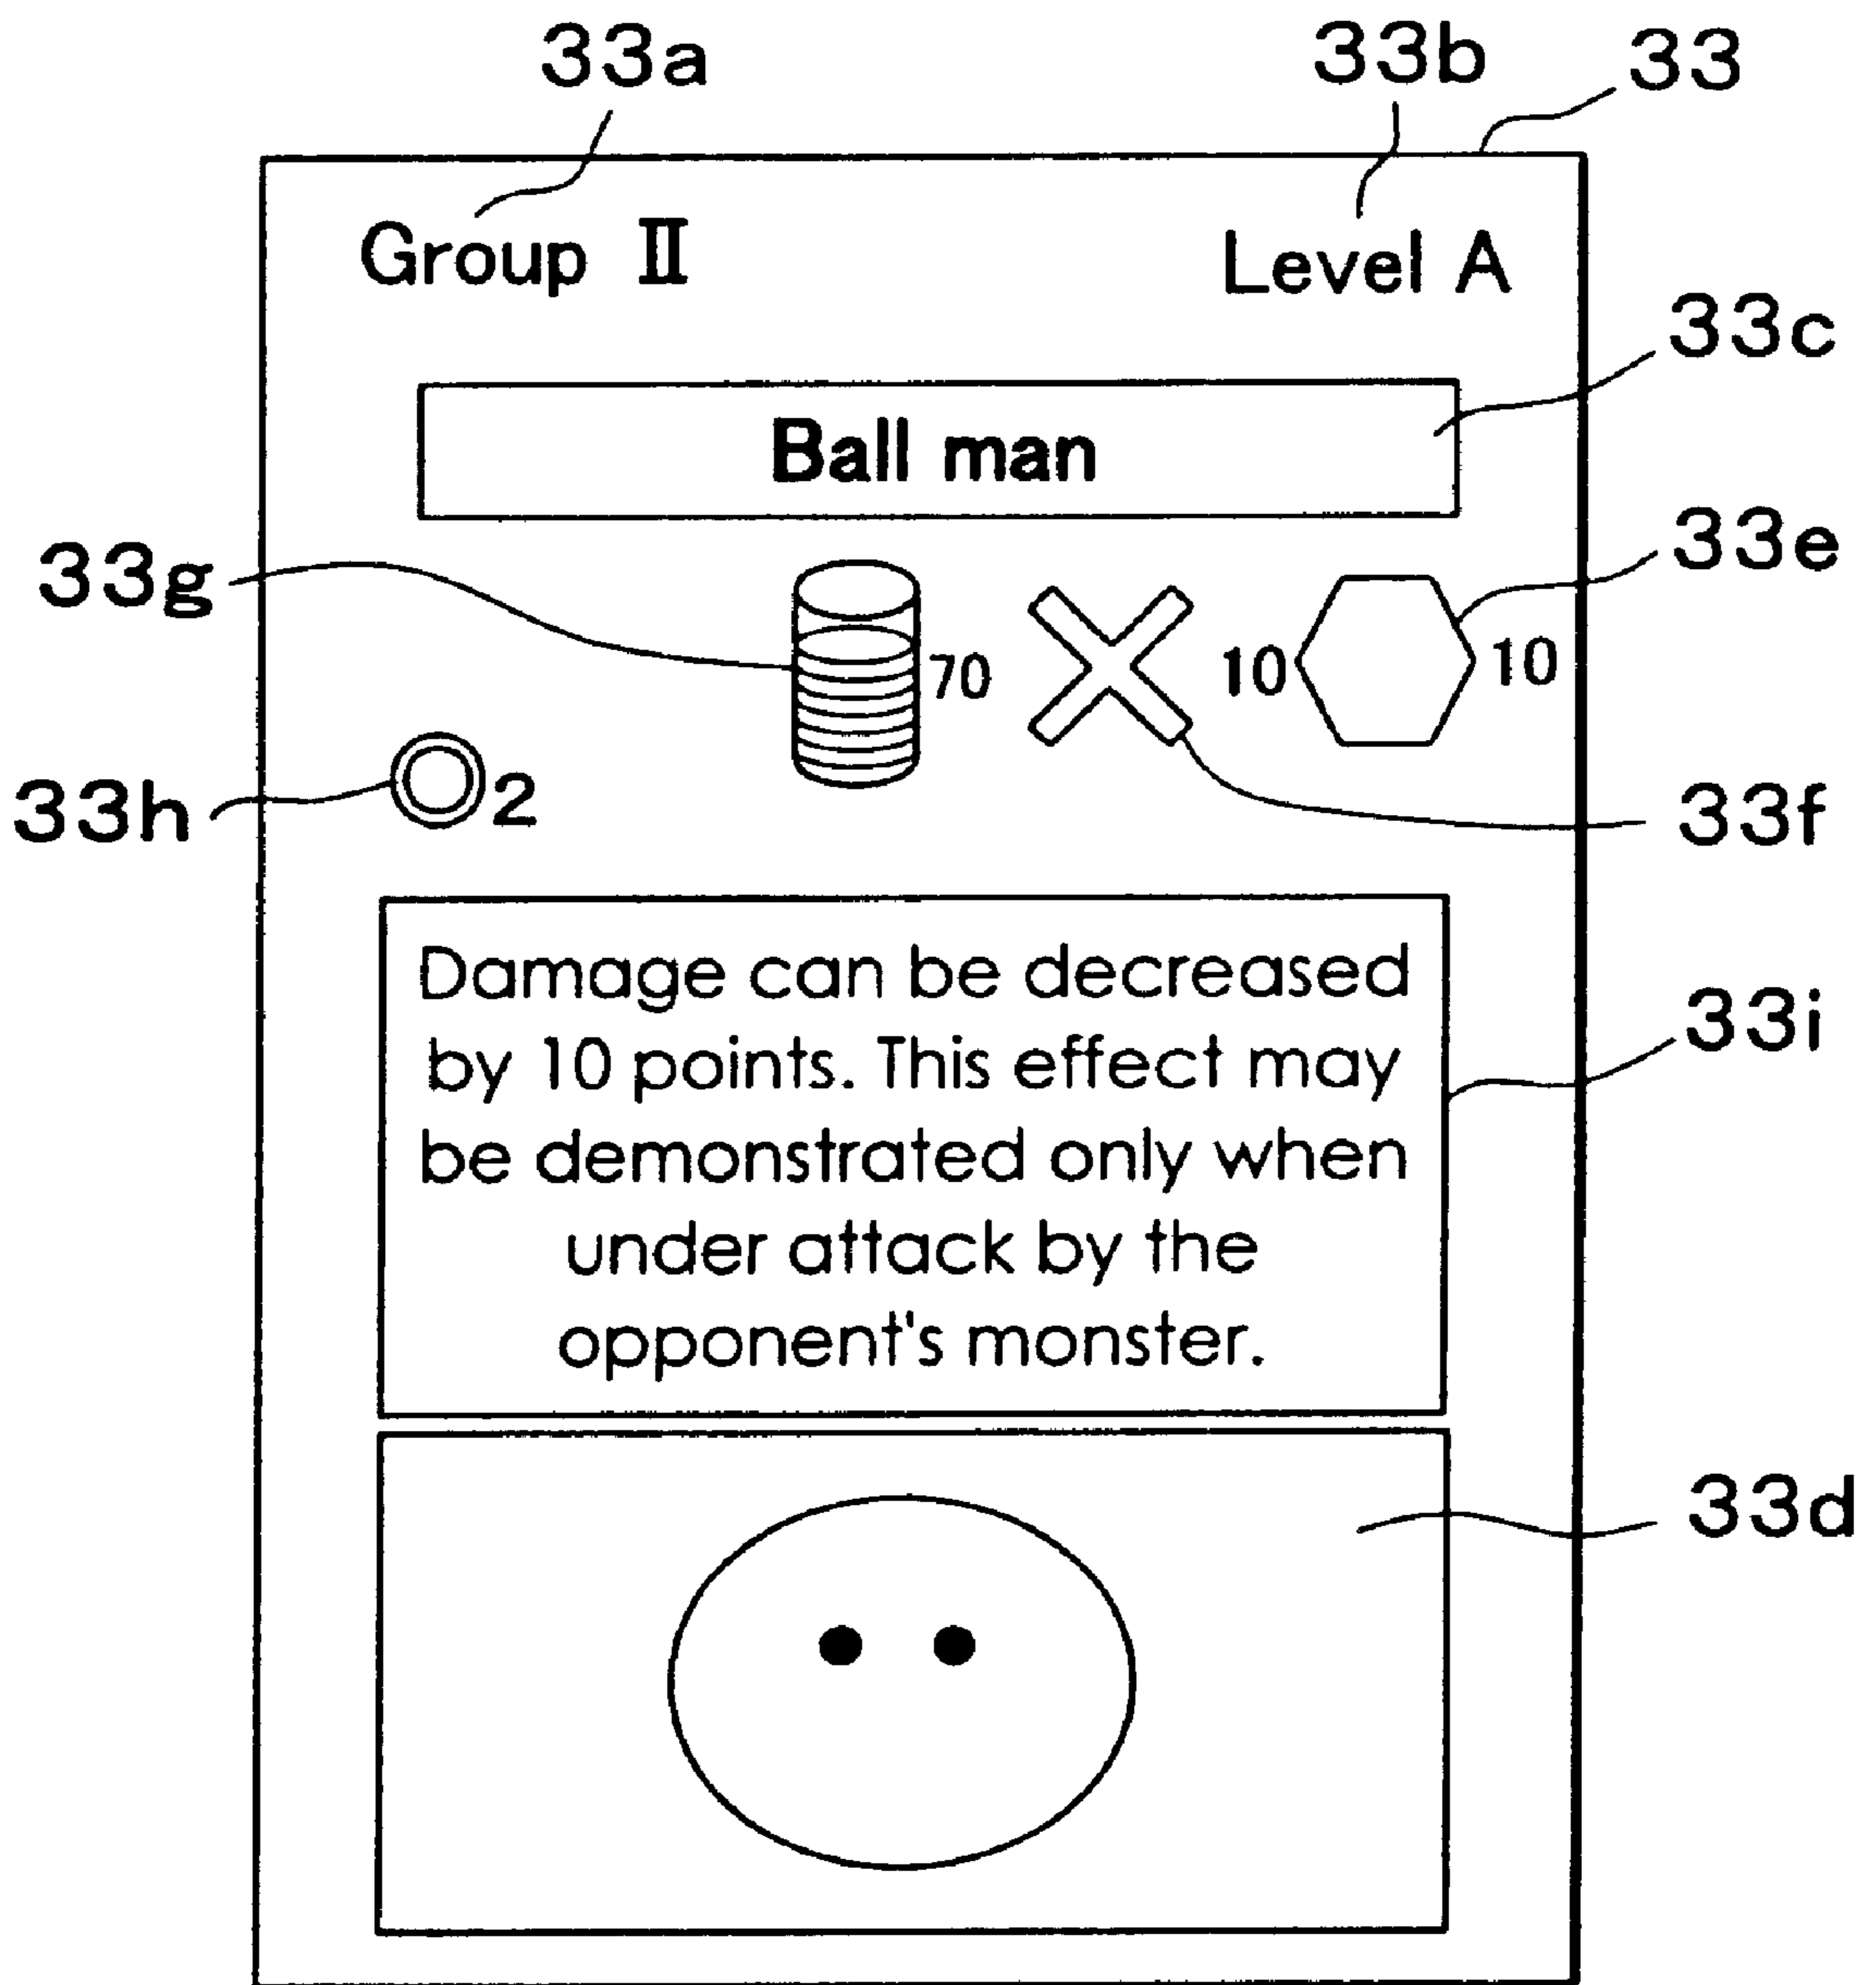 33a 33b 33
Group II Level A
33c
Ball man
33e
33g
70 10 10
33h 2 33f
Damage can be decreased
by 10 points. This effect may
be demonstrated only when
under attack by the
opponent's monster.
33i
33d